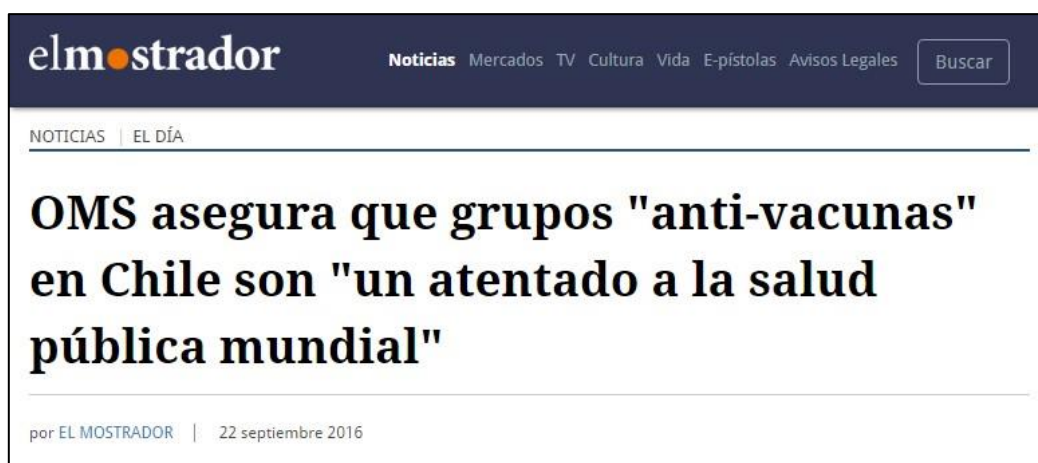 elmostrador
Noticias Mercados TV Cultura Vida E-pístolas Avisos Legales Buscar
NOTICIAS | EL DÍA
OMS asegura que grupos "anti-vacunas"
en Chile son "un atentado a la salud
pública mundial"
por EL MOSTRADOR | 22 septiembre 2016